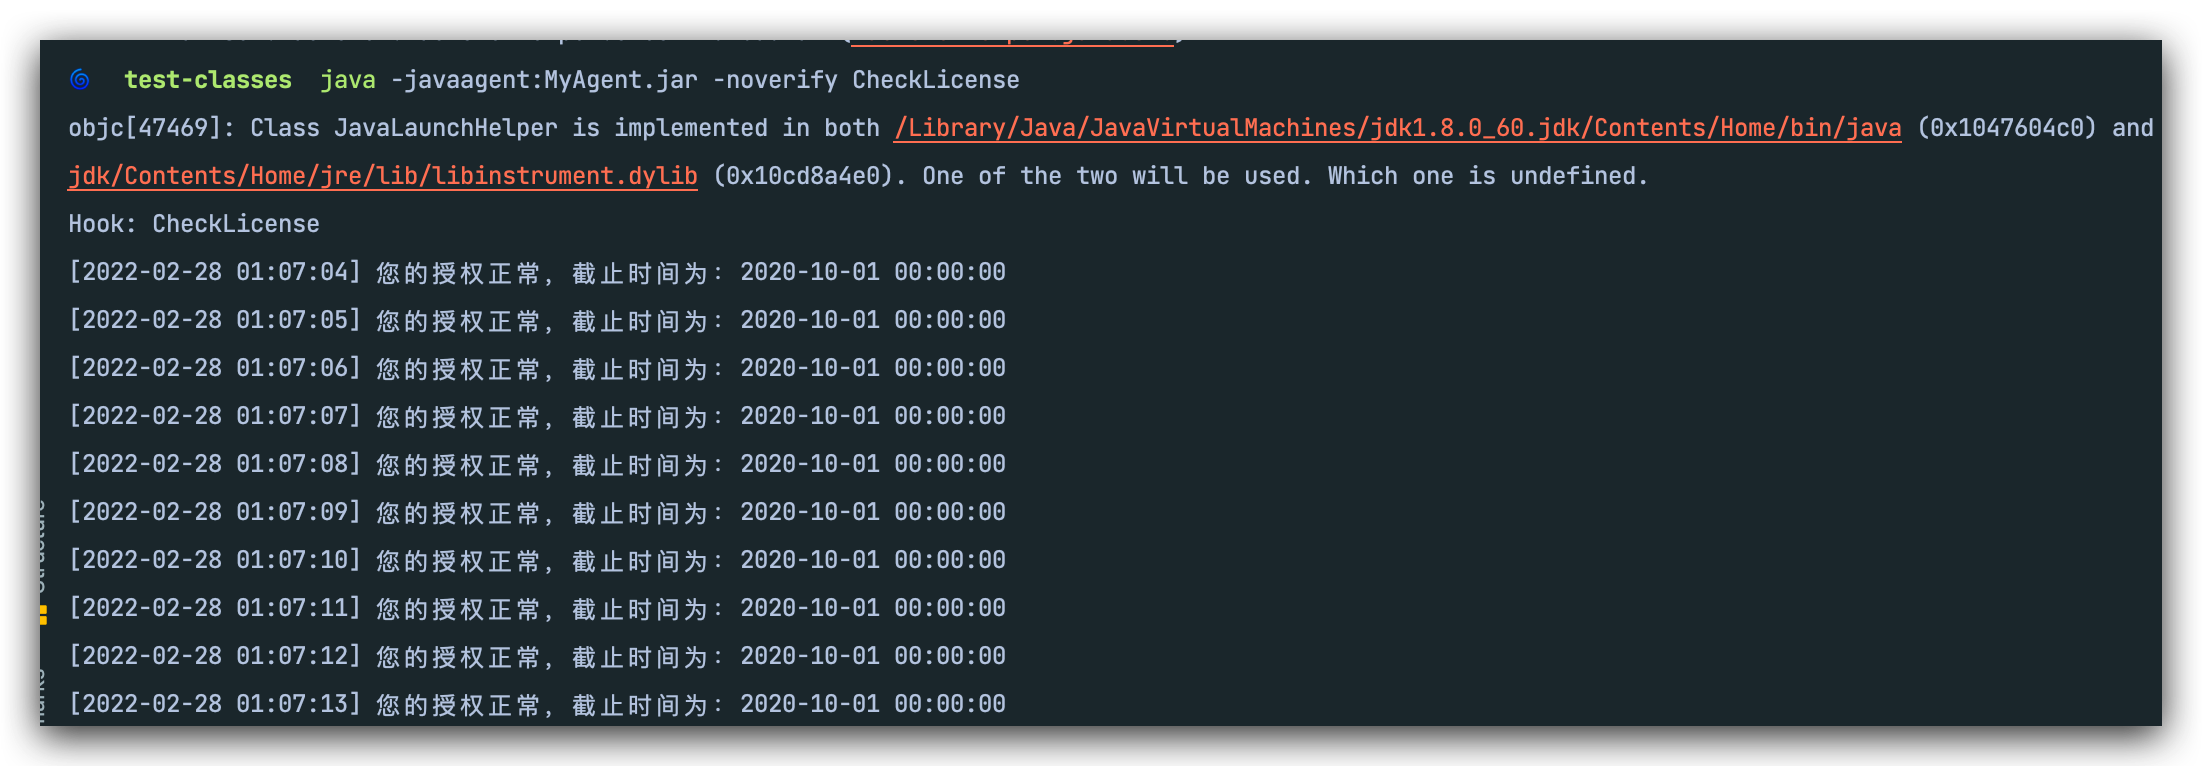 test-classes java -javaagent:MyAgent.jar -noverify CheckLicense
objc[47469]: Class JavaLaunchHelper is implemented in both /Library/Java/JavaVirtualMachines/jdk1.8.0_60.jdk/Contents/Home/bin/java (0x1047604c0) and
jdk/Contents/Home/jre/lib/libinstrument.dylib (0x10cd8a4e0). One of the two will be used. Which one is undefined.
Hook: CheckLicense
[2022-02-28 01:07:04] 您的授权正常，截止时间为：2020-10-01 00:00:00
[2022-02-28 01:07:05] 您的授权正常，截止时间为：2020-10-01 00:00:00
[2022-02-28 01:07:06] 您的授权正常，截止时间为：2020-10-01 00:00:00
[2022-02-28 01:07:07] 您的授权正常，截止时间为：2020-10-01 00:00:00
[2022-02-28 01:07:08] 您的授权正常，截止时间为：2020-10-01 00:00:00
[2022-02-28 01:07:09] 您的授权正常，截止时间为：2020-10-01 00:00:00
[2022-02-28 01:07:10] 您的授权正常，截止时间为：2020-10-01 00:00:00
[2022-02-28 01:07:11] 您的授权正常，截止时间为：2020-10-01 00:00:00
[2022-02-28 01:07:12] 您的授权正常，截止时间为：2020-10-01 00:00:00
[2022-02-28 01:07:13] 您的授权正常，截止时间为：2020-10-01 00:00:00